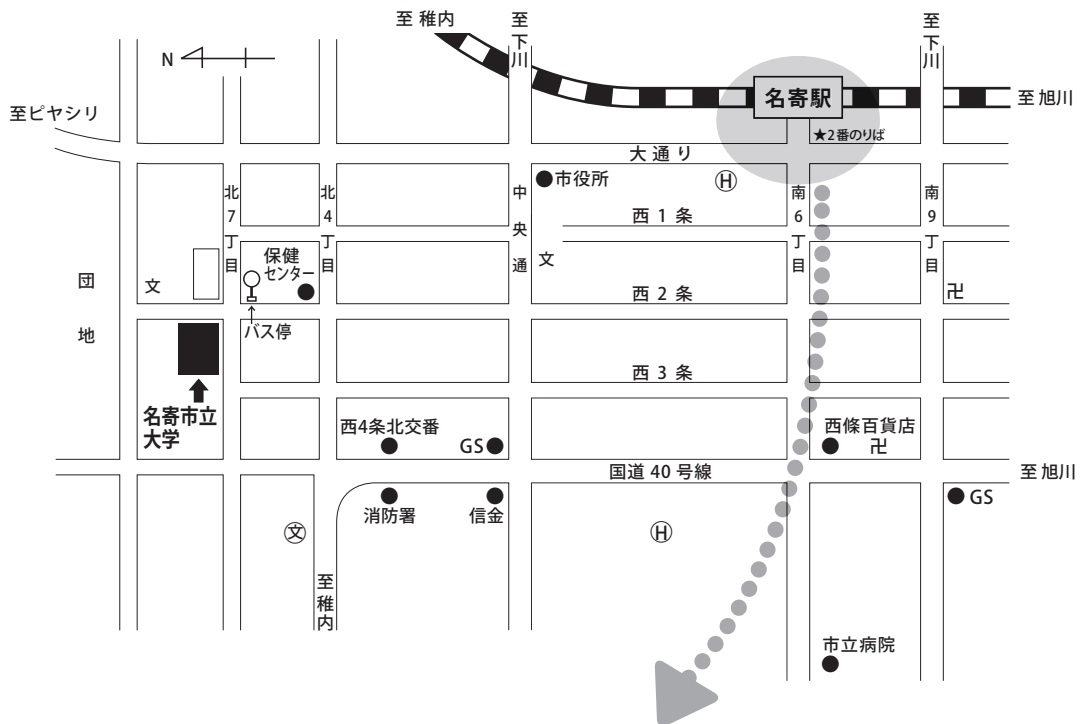 至 稚内
至下川
至下川
N
名寄駅
至 旭川
至ピヤシリ
★2番のりば
大 通 り
北7丁目
北4丁目
中央通
市役所
H
南6丁目
南9丁目
西 1 条
保健
センター
文
文
団地
西 2 条
卍
バス停
西 3 条
名寄市立
大学
西4条北交番
GS
西條百貨店
卍
国道 40 号線
至 旭川
消防署
信金
GS
文
H
至稚内
市立病院